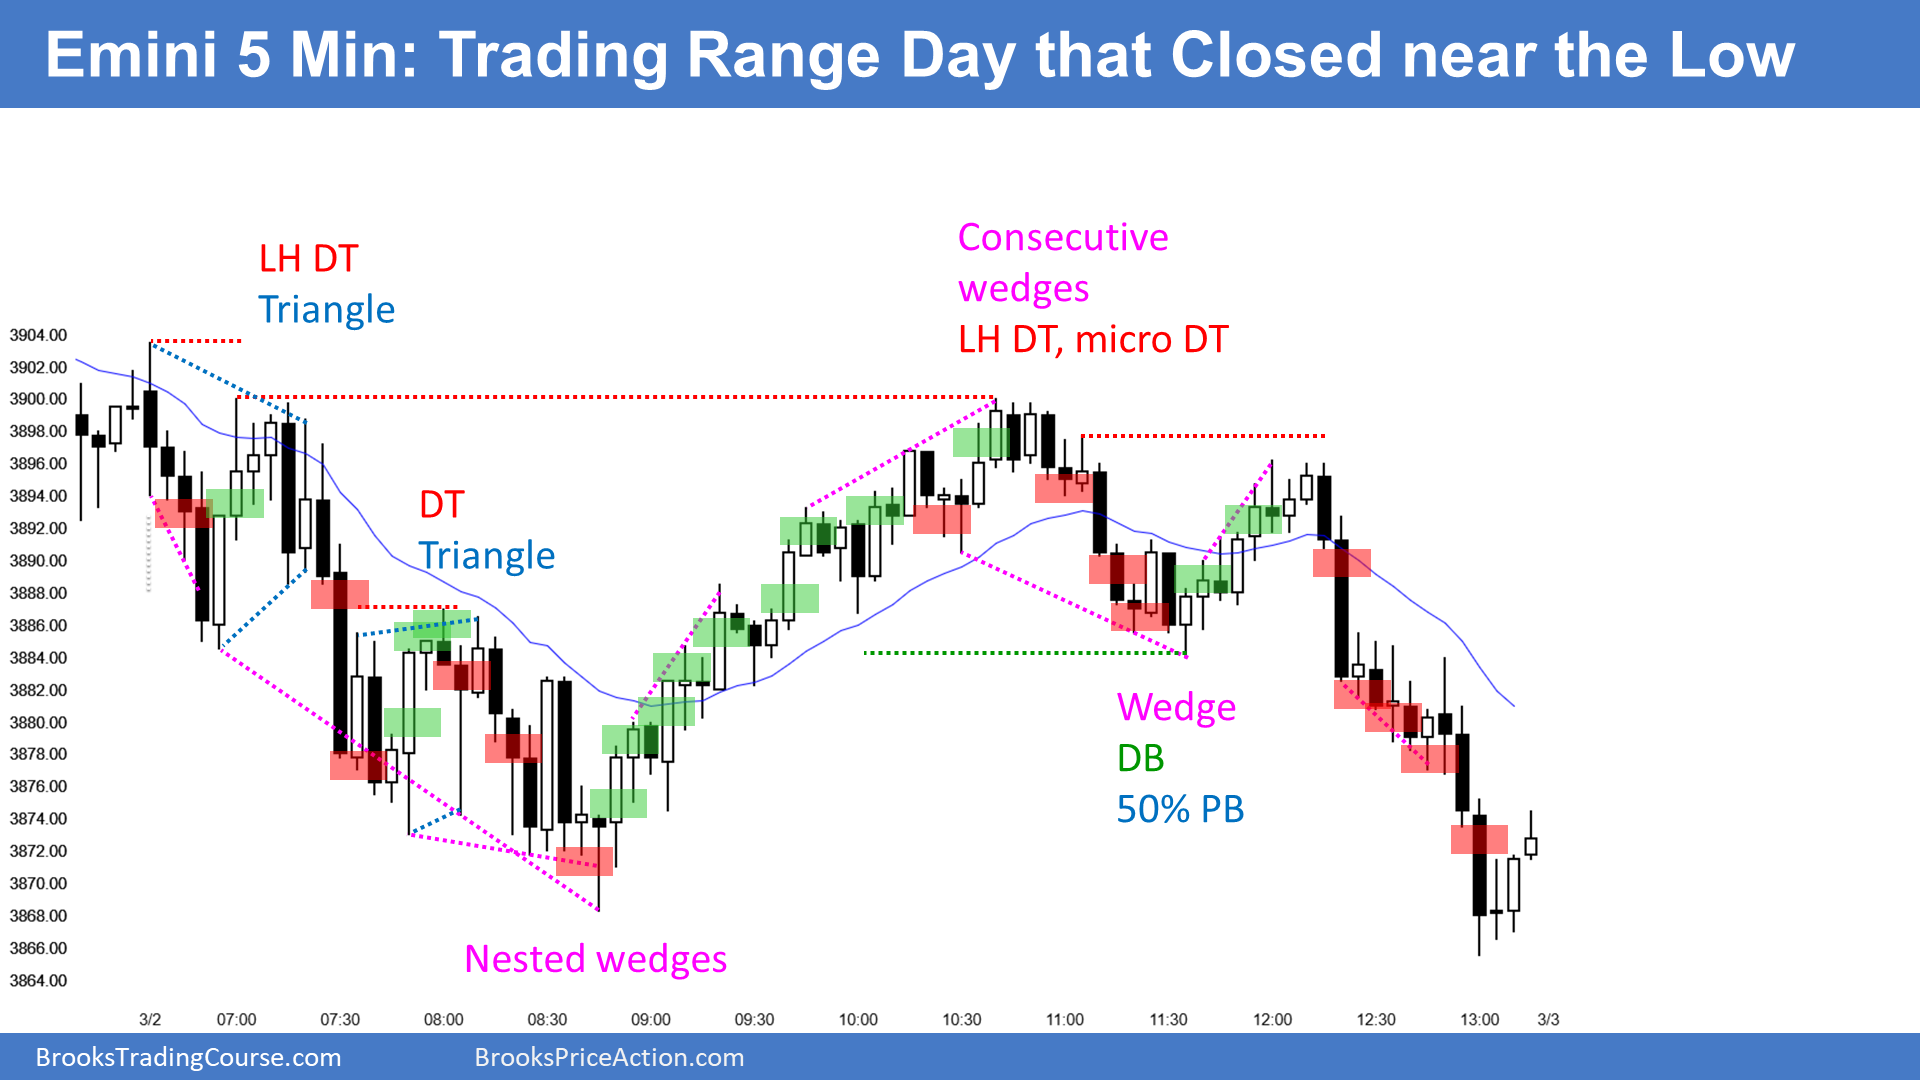 Emini 5 Min: Trading Range Day that Closed near the Low
Consecutive
wedges
LH DT, micro DT
LH DT
Triangle
DT
Triangle
Wedge
DB
50% PB
Nested wedges
3904.00
3902.00
3900.00
3898.00
3896.00
3894.00
3892.00
3890.00
3888.00
3886.00
3884.00
3882.00
3880.00
3878.00
3876.00
3874.00
3872.00
3870.00
3868.00
3866.00
3864.00
3/2 07:00 07:30 08:00 08:30 09:00 09:30 10:00 10:30 11:00 11:30 12:00 12:30 13:00 3/3
BrooksTradingCourse.com BrooksPriceAction.com